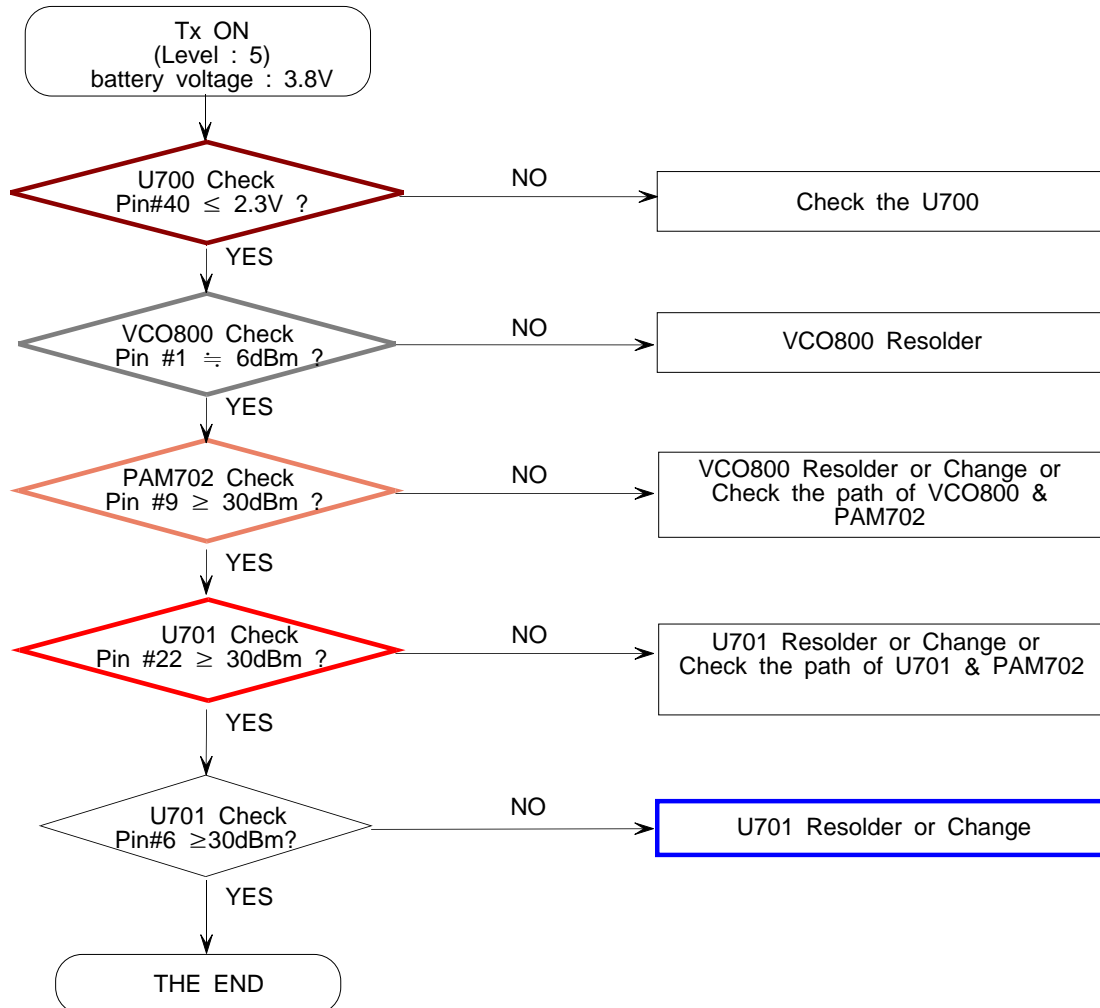 Tx ON
(Level : 5)
battery voltage : 3.8V
U700 Check
Pin#40 ≤ 2.3V ?
NO
Check the U700
YES
VCO800 Check
Pin #1 ≒ 6dBm ?
NO
VCO800 Resolder
YES
PAM702 Check
Pin #9 ≥ 30dBm ?
NO
VCO800 Resolder or Change or
Check the path of VCO800 &
PAM702
YES
U701 Check
Pin #22 ≥ 30dBm ?
NO
U701 Resolder or Change or
Check the path of U701 & PAM702
YES
U701 Check
Pin#6 ≥30dBm?
NO
U701 Resolder or Change
YES
THE END